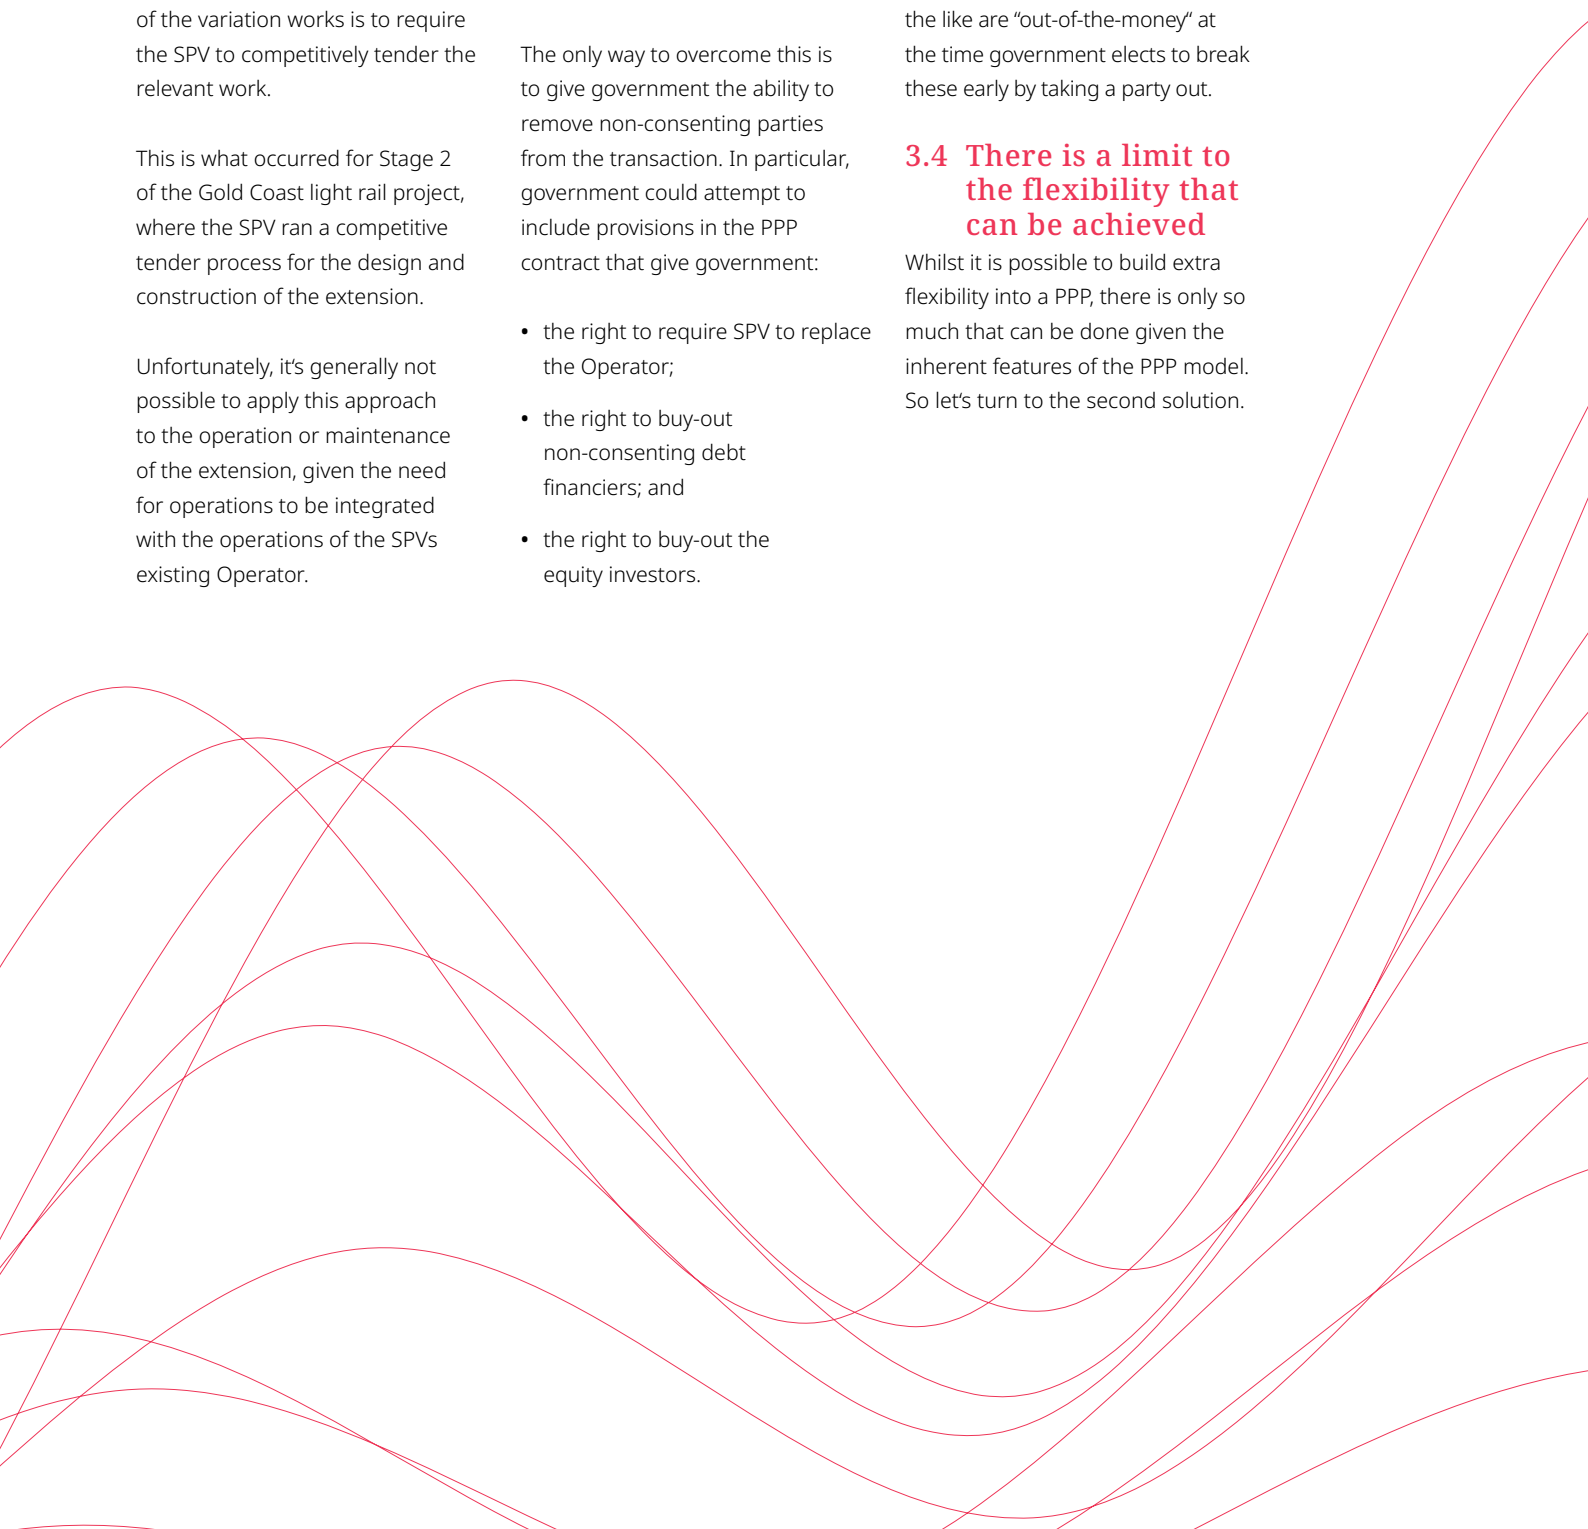 of the variation works is to require
the SPV to competitively tender the
relevant work.
This is what occurred for Stage 2
of the Gold Coast light rail project,
where the SPV ran a competitive
tender process for the design and
construction of the extension.
Unfortunately, it‘s generally not
possible to apply this approach
to the operation or maintenance
of the extension, given the need
for operations to be integrated
with the operations of the SPVs
existing Operator.
The only way to overcome this is
to give government the ability to
remove non-consenting parties
from the transaction. In particular,
government could attempt to
include provisions in the PPP
contract that give government:
• the right to require SPV to replace
the Operator;
• the right to buy-out
non-consenting debt
financiers; and
• the right to buy-out the
equity investors.
the like are “out-of-the-money“ at
the time government elects to break
these early by taking a party out.
3.4 There is a limit to
the flexibility that
can be achieved
Whilst it is possible to build extra
flexibility into a PPP, there is only so
much that can be done given the
inherent features of the PPP model.
So let‘s turn to the second solution.